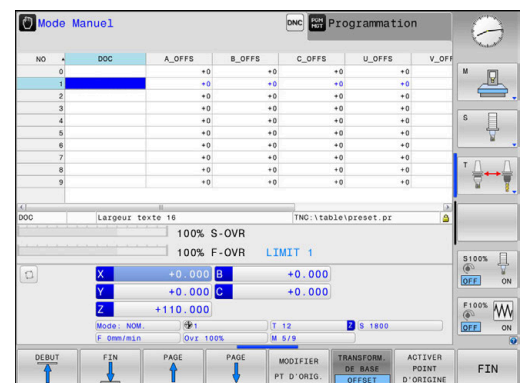 Mode Manuel
DNC
PGM MGT
Programmation
NO DOC A_OFFS B_OFFS C_OFFS U_OFFS V_OFF
0 +0 +0 +0 +0
1 +0 +0 +0 +0
2 +0 +0 +0 +0
3 +0 +0 +0 +0
4 +0 +0 +0 +0
5 +0 +0 +0 +0
6 +0 +0 +0 +0
7 +0 +0 +0 +0
8 +0 +0 +0 +0
9 +0 +0 +0 +0
DOC Largeur texte 16 TNC:\table\preset.pr
100% S-OVR
100% F-OVR LIMIT 1
X +0.000 B +0.000
Y +0.000 C +0.000
Z +110.000
Mode: NOM. 1 T 12 Z S 1800
F 0mm/min Ovr 100% M 5/9
M
S
T
S100%
OFF ON
F100%
OFF ON
DEBUT
FIN
PAGE
PAGE
MODIFIER
PT D'ORIG.
TRANSFORM.
DE BASE
OFFSET
ACTIVER
POINT
D'ORIGINE
FIN